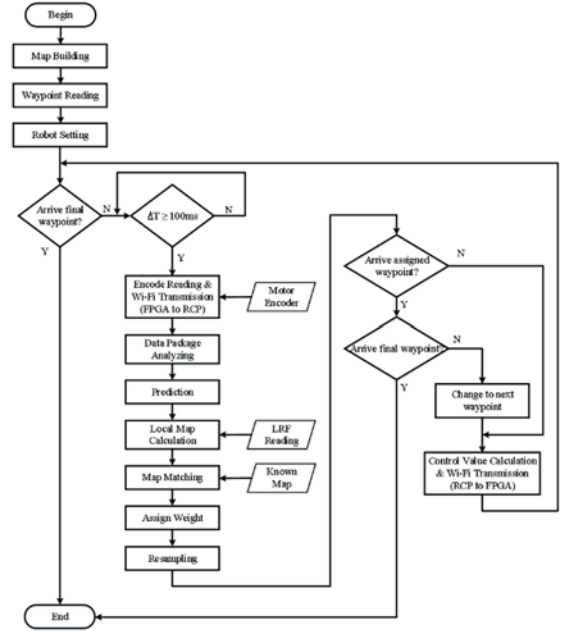 Begin
Map Building
Waypoint Reading
Robot Setting
Arrive final
waypoint?
N
Y
ΔT ≥ 100ms
N
Y
Encode Reading &
Wi-Fi Transmission
(FPGA to RCP)
Motor
Encoder
Data Package
Analyzing
Prediction
Local Map
Calculation
LRF
Reading
Map Matching
Known
Map
Assign Weight
Resampling
Arrive assigned
waypoint?
N
Y
Arrive final waypoint?
N
Y
Change to next
waypoint
Control Value Calculation
& Wi-Fi Transmission
(RCP to FPGA)
End